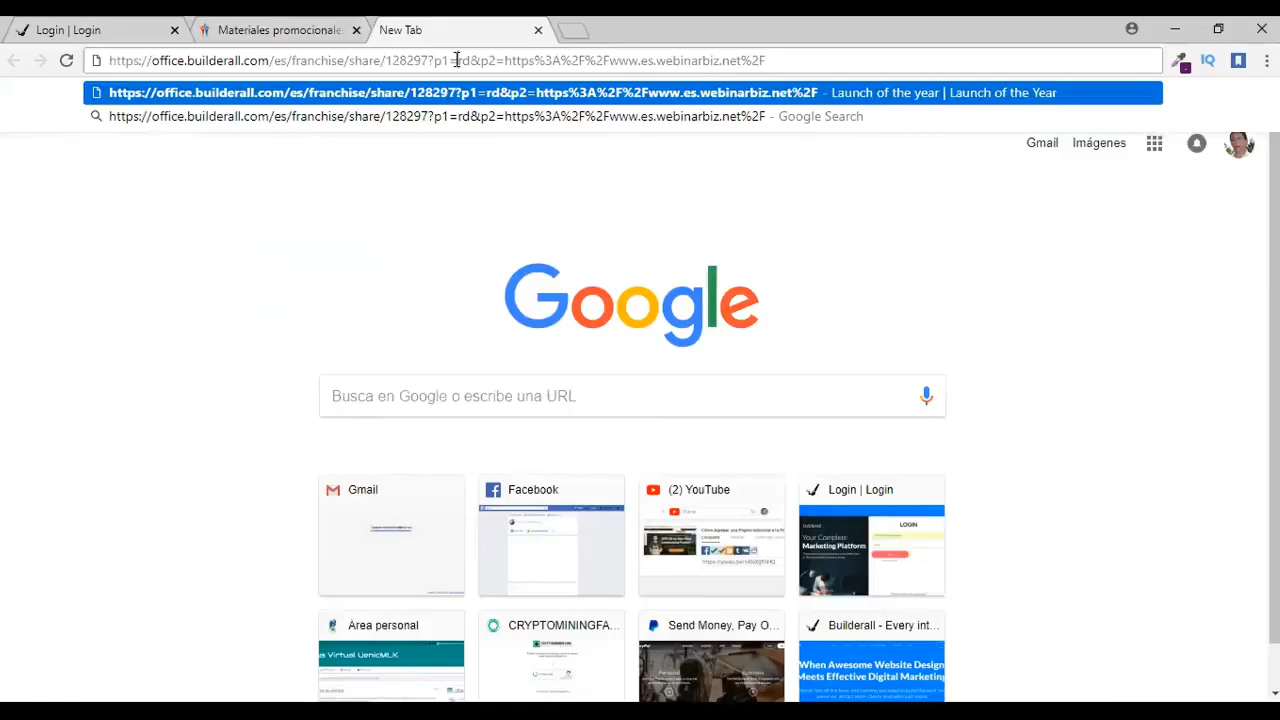 Login | Login
Materiales promocionale
New Tab
https://office.builderall.com/es/franchise/share/128297?p1=rd&p2=https%3A%2F%2Fwww.es.webinarbiz.net%2F
IQ
https://office.builderall.com/es/franchise/share/128297?p1=rd&p2=https%3A%2F%2Fwww.es.webinarbiz.net%2F - Launch of the year | Launch of the Year
https://office.builderall.com/es/franchise/share/128297?p1=rd&p2=https%3A%2F%2Fwww.es.webinarbiz.net%2F - Google Search
Gmail Imágenes
Google
Busca en Google o escribe una URL
Gmail
Facebook
(2) YouTube
Login | Login
LOGIN
Your Complete
Marketing Platform
Área personal
CRYPTOMININGFA...
Send Money, Pay O...
Builderall - Every int...
as Virtual UenicMLK
When Awesome Website Design
Meets Effective Digital Marketing